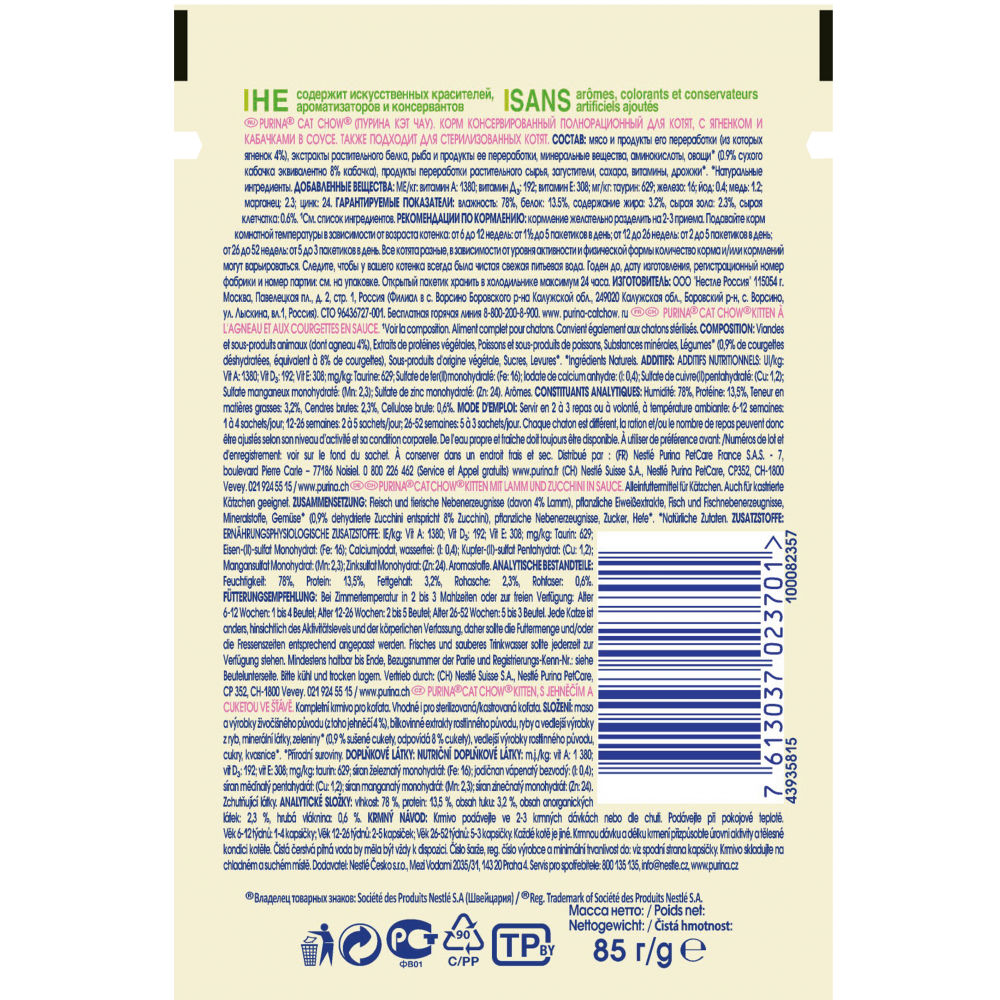 НЕ содержит искусственных красителей,
ароматизаторов и консервантов
SANS arômes, colorants et conservateurs
artificiels ajoutés
RU PURINA® CAT CHOW® (ПУРИНА КЭТ ЧАУ). КОРМ КОНСЕРВИРОВАННЫЙ ПОЛНОРАЦИОННЫЙ ДЛЯ КОТЯТ, С ЯГНЕНКОМ И
КАБАЧКАМИ В СОУСЕ. ТАКЖЕ ПОДХОДИТ ДЛЯ СТЕРИЛИЗОВАННЫХ КОТЯТ. СОСТАВ: мясо и продукты его переработки (из которых
ягненок 4%), экстракты растительного белка, рыба и продукты ее переработки, минеральные вещества, аминокислоты, овощи* (0.9% сухого
кабачка эквивалентно 8% кабачка), продукты переработки растительного сырья, загустители, сахара, витамины, дрожжи*. *Натуральные
ингредиенты. ДОБАВЛЕННЫЕ ВЕЩЕСТВА: МЕ/кг: витамин А: 1380; витамин Д₃: 192; витамин Е: 308; мг/кг: таурин: 629; железо: 16; йод: 0.4; медь: 1.2;
марганец: 2.3; цинк: 24. ГАРАНТИРУЕМЫЕ ПОКАЗАТЕЛИ: влажность: 78%, белок: 13.5%, содержание жира: 3.2%, сырая зола: 2.3%, сырая
клетчатка: 0.6%. ¹См. список ингредиентов. РЕКОМЕНДАЦИИ ПО КОРМЛЕНИЮ: кормление желательно разделить на 2-3 приема. Подавайте корм
комнатной температуры в зависимости от возраста котенка: от 6 до 12 недель: от 1½ до 5 пакетиков в день; от 12 до 26 недель: от 2 до 5 пакетиков в день;
от 26 до 52 недель: от 5 до 3 пакетиков в день. Все котята разные, в зависимости от уровня активности и физической формы количество корма и/или кормлений
могут варьироваться. Следите, чтобы у вашего котенка всегда была чистая свежая питьевая вода. Годен до, дату изготовления, регистрационный номер
фабрики и номер партии: см. на упаковке. Открытый пакетик хранить в холодильнике максимум 24 часа. ИЗГОТОВИТЕЛЬ: ООО "Нестле Россия" 115054 г.
Москва, Павелецкая пл., д. 2, стр. 1, Россия (Филиал в с. Ворсино Боровского р-на Калужской обл., 249020 Калужская обл., Боровский р-н, с. Ворсино,
ул. Лыскина, вл.1, Россия). СТО 96436727-001. Бесплатная горячая линия 8-800-200-8-900. www. purina-catchow. ru FR CH PURINA® CAT CHOW® KITTEN À
L'AGNEAU ET AUX COURGETTES EN SAUCE. ¹Voir la composition. Aliment complet pour chatons. Convient également aux chatons stérilisés. COMPOSITION: Viandes
et sous-produits animaux (dont agneau 4%), Extraits de protéines végétales, Poissons et sous-produits de poissons, Substances minérales, Légumes* (0,9% de courgettes
déshydratées, équivalent à 8% de courgettes), Sous-produits d'origine végétale, Sucres, Levures*. *Ingrédients Naturels. ADDITIFS: ADDITIFS NUTRITIONNELS: UI/kg:
Vit A: 1380; Vit D₃: 192; Vit E: 308; mg/kg: Taurine: 629; Sulfate de fer(II) monohydraté: (Fe: 16); Iodate de calcium anhydre: (I: 0,4); Sulfate de cuivre(II) pentahydraté: (Cu: 1,2);
Sulfate manganeux monohydraté: (Mn: 2,3); Sulfate de zinc monohydraté: (Zn: 24). Arômes. CONSTITUANTS ANALYTIQUES: Humidité: 78%, Protéine: 13,5%, Teneur en
matières grasses: 3,2%, Cendres brutes: 2,3%, Cellulose brute: 0,6%. MODE D'EMPLOI: Servir en 2 à 3 repas ou à volonté, à température ambiante: 6-12 semaines:
1 à 4 sachets/jour; 12-26 semaines: 2 à 5 sachets/jour; 26-52 semaines: 5 à 3 sachets/jour. Chaque chaton est différent, la ration et/ou le nombre de repas peuvent donc
être ajustés selon son niveau d'activité et sa condition corporelle. De l'eau propre et fraîche doit toujours être disponible. À utiliser de préférence avant: /Numéros de lot et
d'enregistrement: voir sur le fond du sachet. À conserver dans un endroit frais et sec. Distribué par : (FR) Nestlé Purina PetCare France S.A.S. - 7,
boulevard Pierre Carle – 77186 Noisiel. 0 800 226 462 (Service et Appel gratuits) www.purina.fr (CH) Nestlé Suisse S.A., Nestlé Purina PetCare, CP352, CH-1800
Vevey. 021 924 55 15 / www.purina.ch DE CH PURINA® CAT CHOW® KITTEN MIT LAMM UND ZUCCHINI IN SAUCE. Alleinfuttermittel für Kätzchen. Auch für kastrierte
Kätzchen geeignet. ZUSAMMENSETZUNG: Fleisch und tierische Nebenerzeugnisse (davon 4% Lamm), pflanzliche Eiweißextrakte, Fisch und Fischnebenerzeugnisse,
Mineralstoffe, Gemüse* (0,9% dehydrierte Zucchini entspricht 8% Zucchini), pflanzliche Nebenerzeugnisse, Zucker, Hefe*. *Natürliche Zutaten. ZUSATZSTOFFE:
ERNÄHRUNGSPHYSIOLOGISCHE ZUSATZSTOFFE: IE/kg: Vit A: 1380; Vit D₃: 192; Vit E: 308; mg/kg: Taurin: 629;
Eisen-(II)-sulfat Monohydrat: (Fe: 16); Calciumjodat, wasserfrei: (I: 0,4); Kupfer-(II)-sulfat Pentahydrat: (Cu: 1,2);
Mangansulfat Monohydrat: (Mn: 2,3); Zinksulfat Monohydrat: (Zn: 24). Aromastoffe. ANALYTISCHE BESTANDTEILE:
Feuchtigkeit: 78%, Protein: 13,5%, Fettgehalt: 3,2%, Rohasche: 2,3%, Rohfaser: 0,6%.
FÜTTERUNGSEMPFEHLUNG: Bei Zimmertemperatur in 2 bis 3 Mahlzeiten oder zur freien Verfügung: Alter
6-12 Wochen: 1 bis 4 Beutel; Alter 12-26 Wochen: 2 bis 5 Beutel; Alter 26-52 Wochen: 5 bis 3 Beutel. Jede Katze ist
anders, hinsichtlich des Aktivitätslevels und der körperlichen Verfassung, daher sollte die Futtermenge und/oder
die Fressenszeiten entsprechend angepasst werden. Frisches und sauberes Trinkwasser sollte jederzeit zur
Verfügung stehen. Mindestens haltbar bis Ende, Bezugsnummer der Partie und Registrierungs-Kenn-Nr.: siehe
Beutelunterseite. Bitte kühl und trocken lagern. Vertrieb durch: (CH) Nestlé Suisse S.A., Nestlé Purina PetCare,
CP 352, CH-1800 Vevey. 021 924 55 15 / www.purina.ch CZ PURINA® CAT CHOW® KITTEN, S JEHNĚČÍM A
CUKETOU VE ŠŤÁVĚ. Kompletní krmivo pro koťata. Vhodné i pro sterilizovaná/kastrovaná koťata. SLOŽENÍ: maso
a výrobky živočišného původu (z toho jehněčí 4 %), bílkovinné extrakty rostlinného původu, ryby a vedlejší výrobky
z ryb, minerální látky, zeleniny* (0,9 % sušené cukety, odpovídá 8 % cukety), vedlejší výrobky rostlinného původu,
cukry, kvasnice*. *Přírodní suroviny. DOPLŇKOVÉ LÁTKY: NUTRIČNÍ DOPLŇKOVÉ LÁTKY: m.j./kg: vit A: 1 380;
vit D₃: 192; vit E: 308; mg/kg: taurin: 629; síran železnatý monohydrát: (Fe: 16); jodičnan vápenatý bezvodý: (I: 0,4);
síran měďnatý pentahydrát: (Cu: 1,2); síran manganatý monohydrát: (Mn: 2,3); síran zinečnatý monohydrát: (Zn: 24).
Zchutňující látky. ANALYTICKÉ SLOŽKY: vlhkost: 78 %, protein: 13,5 %, obsah tuku: 3,2 %, obsah anorganických
látek: 2,3 %, hrubá vláknina: 0,6 %. KRMNÝ NÁVOD: Krmivo podávejte ve 2-3 krmných dávkách nebo dle chuti. Podávejte při pokojové teplotě.
Věk 6-12 týdnů: 1-4 kapsičky; Věk 12-26 týdnů: 2-5 kapsiček; Věk 26-52 týdnů: 5-3 kapsičky. Každé kotě je jiné. Krmnou dávku a délku krmení přizpůsobte úrovni aktivity a tělesné
kondici kotěte. Čistá čerstvá pitná voda by měla být vždy k dispozici. Číslo šarže, reg. číslo výrobce a minimální trvanlivost do: viz spodní strana kapsičky. Krmivo skladujte na
chladném a suchém místě. Dodavatel: Nestlé Česko s.r.o., Mezi Vodami 2035/31, 143 20 Praha 4. Servis pro spotřebitele: 800 135 135, info@nestle.cz, www.purina.cz
7 613037 023701 >
100082357
43935815
®Владелец товарных знаков: Société des Produits Nestlé S.A (Швейцария) / ®Reg. Trademark of Société des Produits Nestlé S.A.
Масса нетто: / Poids net:
Nettogewicht: / Čistá hmotnost:
85 г/g ℮
РСТ
ФВ01
90
C/PP
TP BY